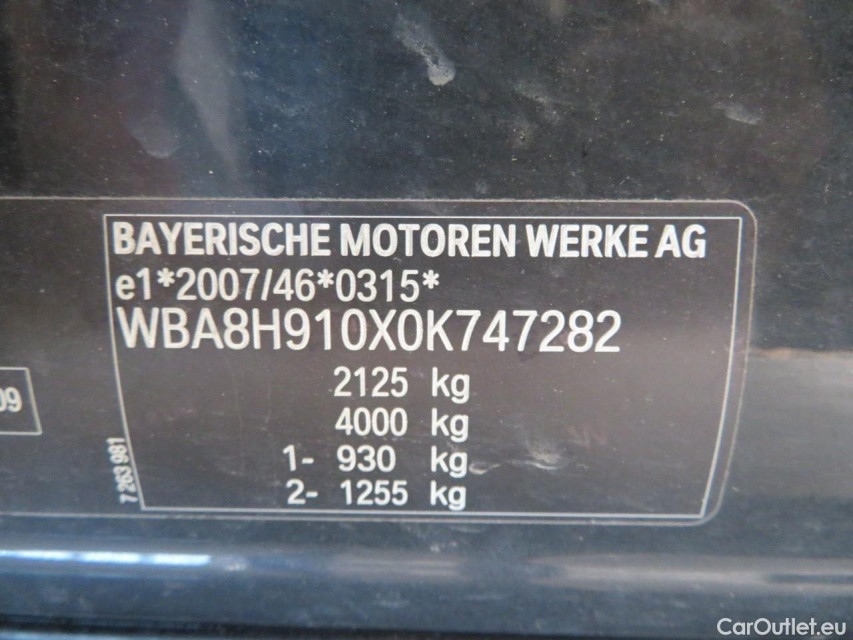 BAYERISCHE MOTOREN WERKE AG
e1*2007/46*0315*
WBA8H910X0K747282
2125 kg
4000 kg
1- 930 kg
2- 1255 kg
7 263 981
09
CarOutlet.eu